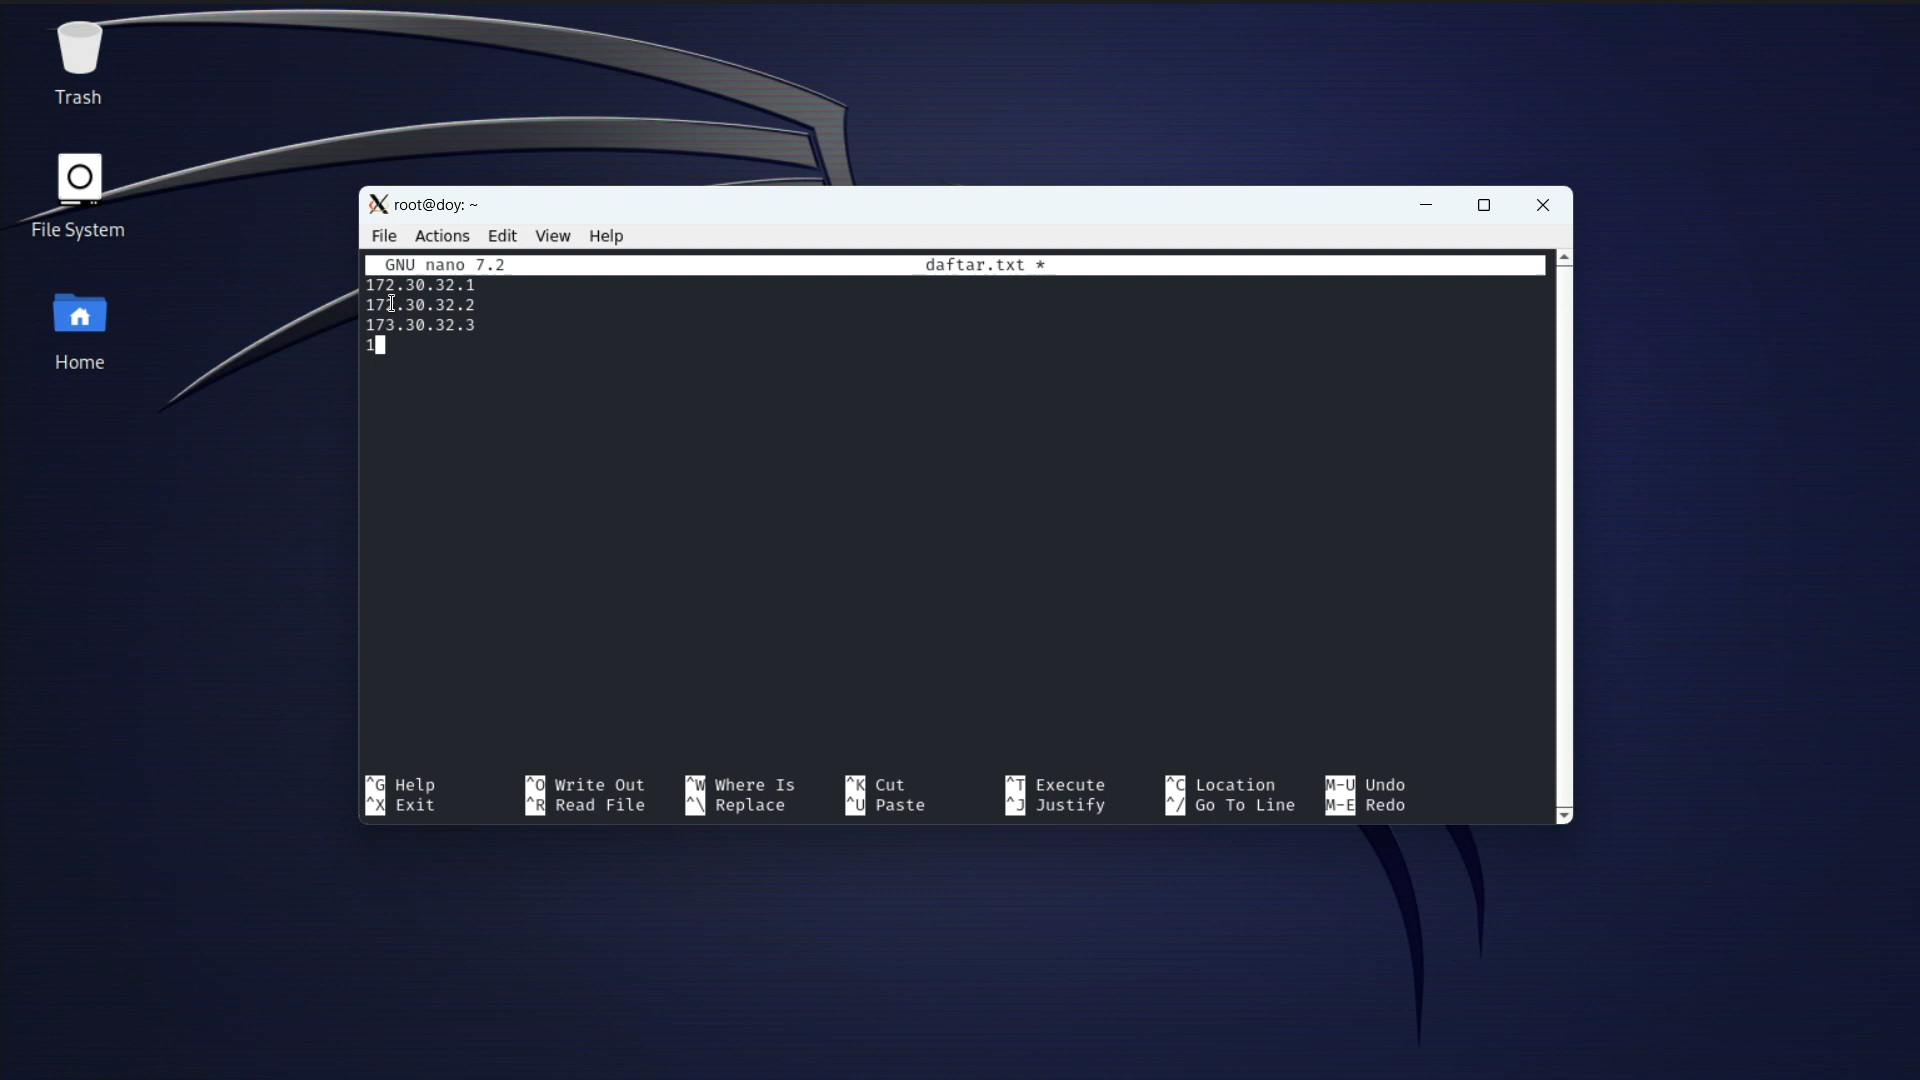 Trash
File System
Home
root@doy: ~
File Actions Edit View Help
GNU nano 7.2 daftar.txt *
172.30.32.1
172.30.32.2
173.30.32.3
1
^G Help ^O Write Out ^W Where Is ^K Cut ^T Execute ^C Location M-U Undo
^X Exit ^R Read File ^\ Replace ^U Paste ^J Justify ^/ Go To Line M-E Redo